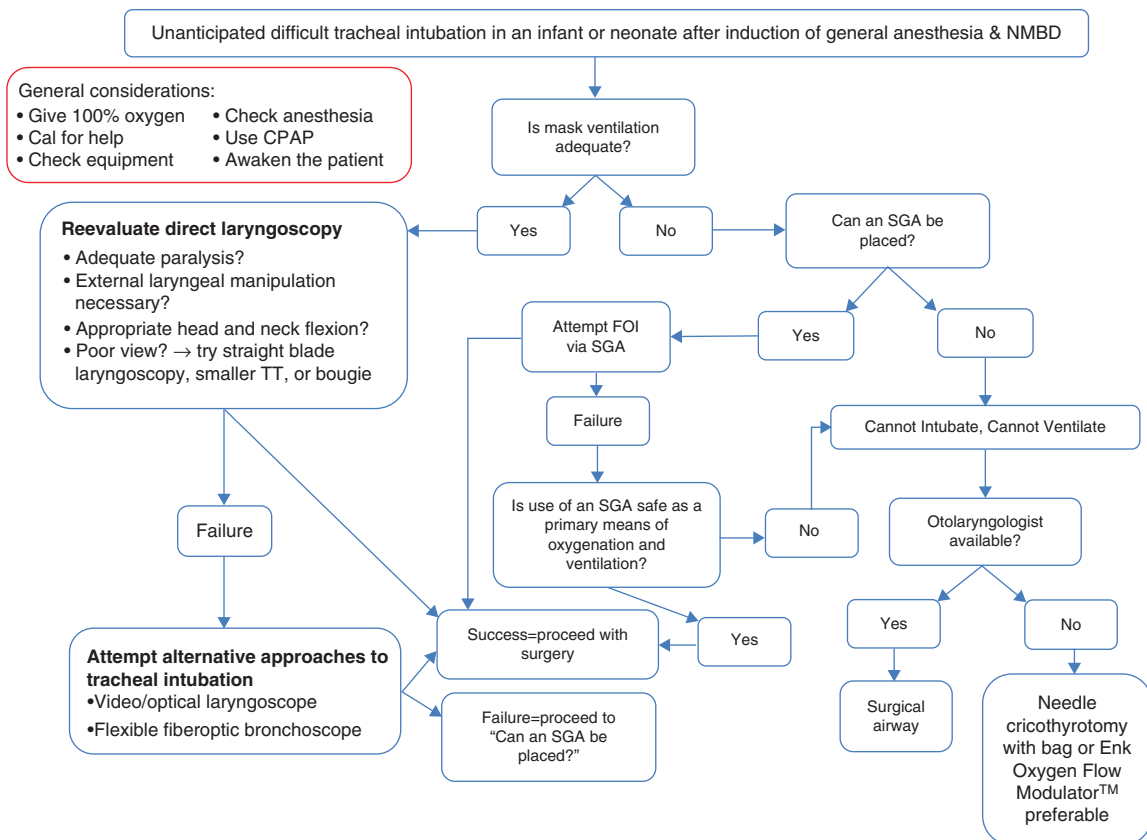 Unanticipated difficult tracheal intubation in an infant or neonate after induction of general anesthesia & NMBD
General considerations:
• Give 100% oxygen
• Cal for help
• Check equipment
• Check anesthesia
• Use CPAP
• Awaken the patient
Is mask ventilation
adequate?
Yes
No
Can an SGA be
placed?
Reevaluate direct laryngoscopy
• Adequate paralysis?
• External laryngeal manipulation
necessary?
• Appropriate head and neck flexion?
• Poor view? → try straight blade
laryngoscopy, smaller TT, or bougie
Attempt FOI
via SGA
Yes
No
Failure
Cannot Intubate, Cannot Ventilate
Is use of an SGA safe as a
primary means of
oxygenation and
ventilation?
No
Otolaryngologist
available?
Failure
Success=proceed with
surgery
Yes
Yes
No
Attempt alternative approaches to
tracheal intubation
•Video/optical laryngoscope
•Flexible fiberoptic bronchoscope
Failure=proceed to
“Can an SGA be
placed?”
Surgical
airway
Needle
cricothyrotomy
with bag or Enk
Oxygen Flow
Modulator™
preferable